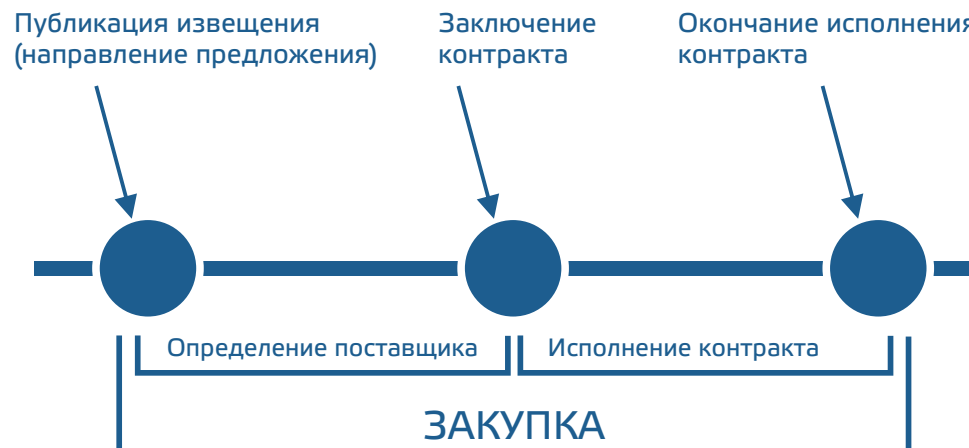 Публикация извещения
(направление предложения)
Заключение
контракта
Окончание исполнения
контракта
Определение поставщика
Исполнение контракта
ЗАКУПКА